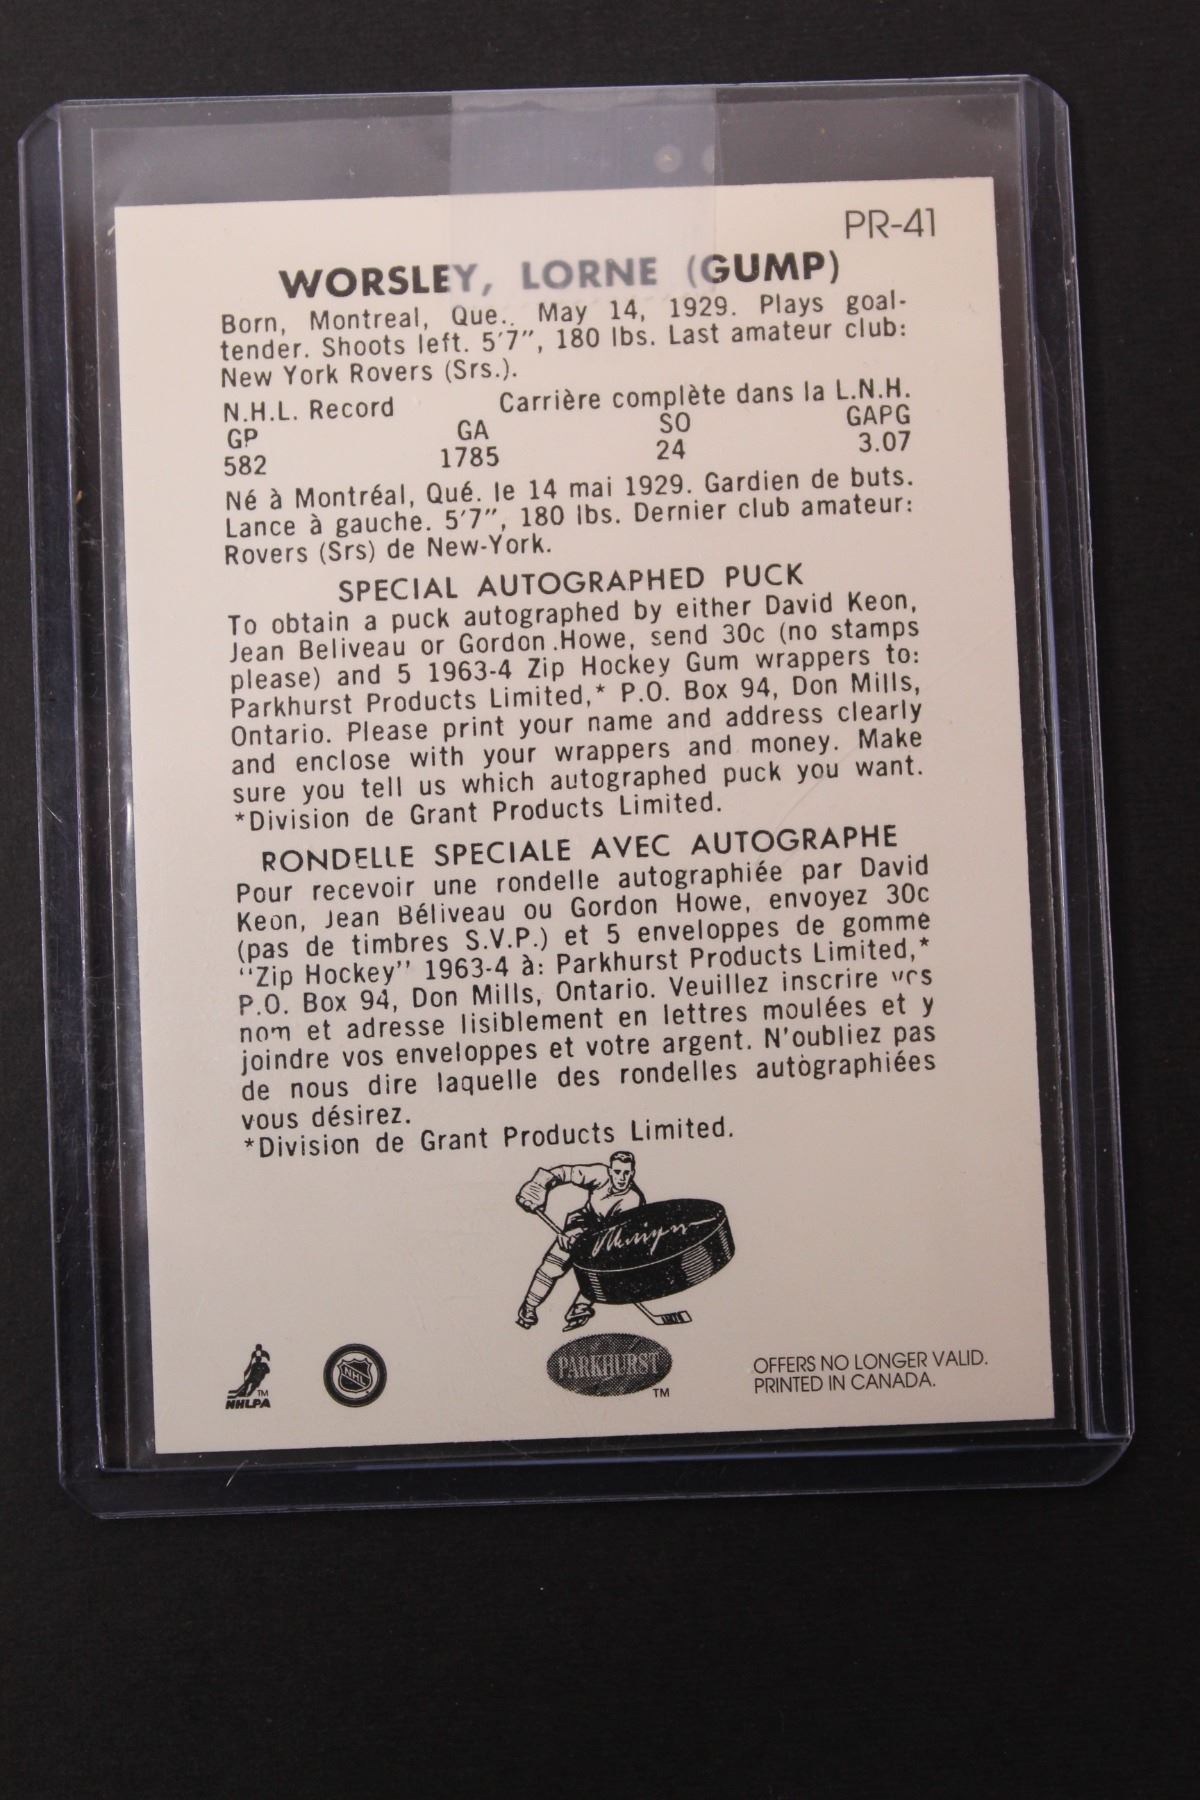 PR-41
WORSLEY, LORNE (GUMP)
Born, Montreal, Que.. May 14, 1929. Plays goal-
tender. Shoots left. 5'7", 180 lbs. Last amateur club:
New York Rovers (Srs.).
N.H.L. Record Carrière complète dans la L.N.H.
GP GA SO GAPG
582 1785 24 3.07
Né à Montréal, Qué. le 14 mai 1929. Gardien de buts.
Lance à gauche. 5'7", 180 lbs. Dernier club amateur:
Rovers (Srs) de New-York.
SPECIAL AUTOGRAPHED PUCK
To obtain a puck autographed by either David Keon,
Jean Beliveau or Gordon Howe, send 30c (no stamps
please) and 5 1963-4 Zip Hockey Gum wrappers to:
Parkhurst Products Limited,* P.O. Box 94, Don Mills,
Ontario. Please print your name and address clearly
and enclose with your wrappers and money. Make
sure you tell us which autographed puck you want.
*Division de Grant Products Limited.
RONDELLE SPECIALE AVEC AUTOGRAPHE
Pour recevoir une rondelle autographiée par David
Keon, Jean Béliveau ou Gordon Howe, envoyez 30c
(pas de timbres S.V.P.) et 5 enveloppes de gomme
"Zip Hockey" 1963-4 à: Parkhurst Products Limited,*
P.O. Box 94, Don Mills, Ontario. Veuillez inscrire vos
nom et adresse lisiblement en lettres moulées et y
joindre vos enveloppes et votre argent. N'oubliez pas
de nous dire laquelle des rondelles autographiées
vous désirez.
*Division de Grant Products Limited.
TM
NHLPA
NHL
PARKHURST
TM
OFFERS NO LONGER VALID.
PRINTED IN CANADA.